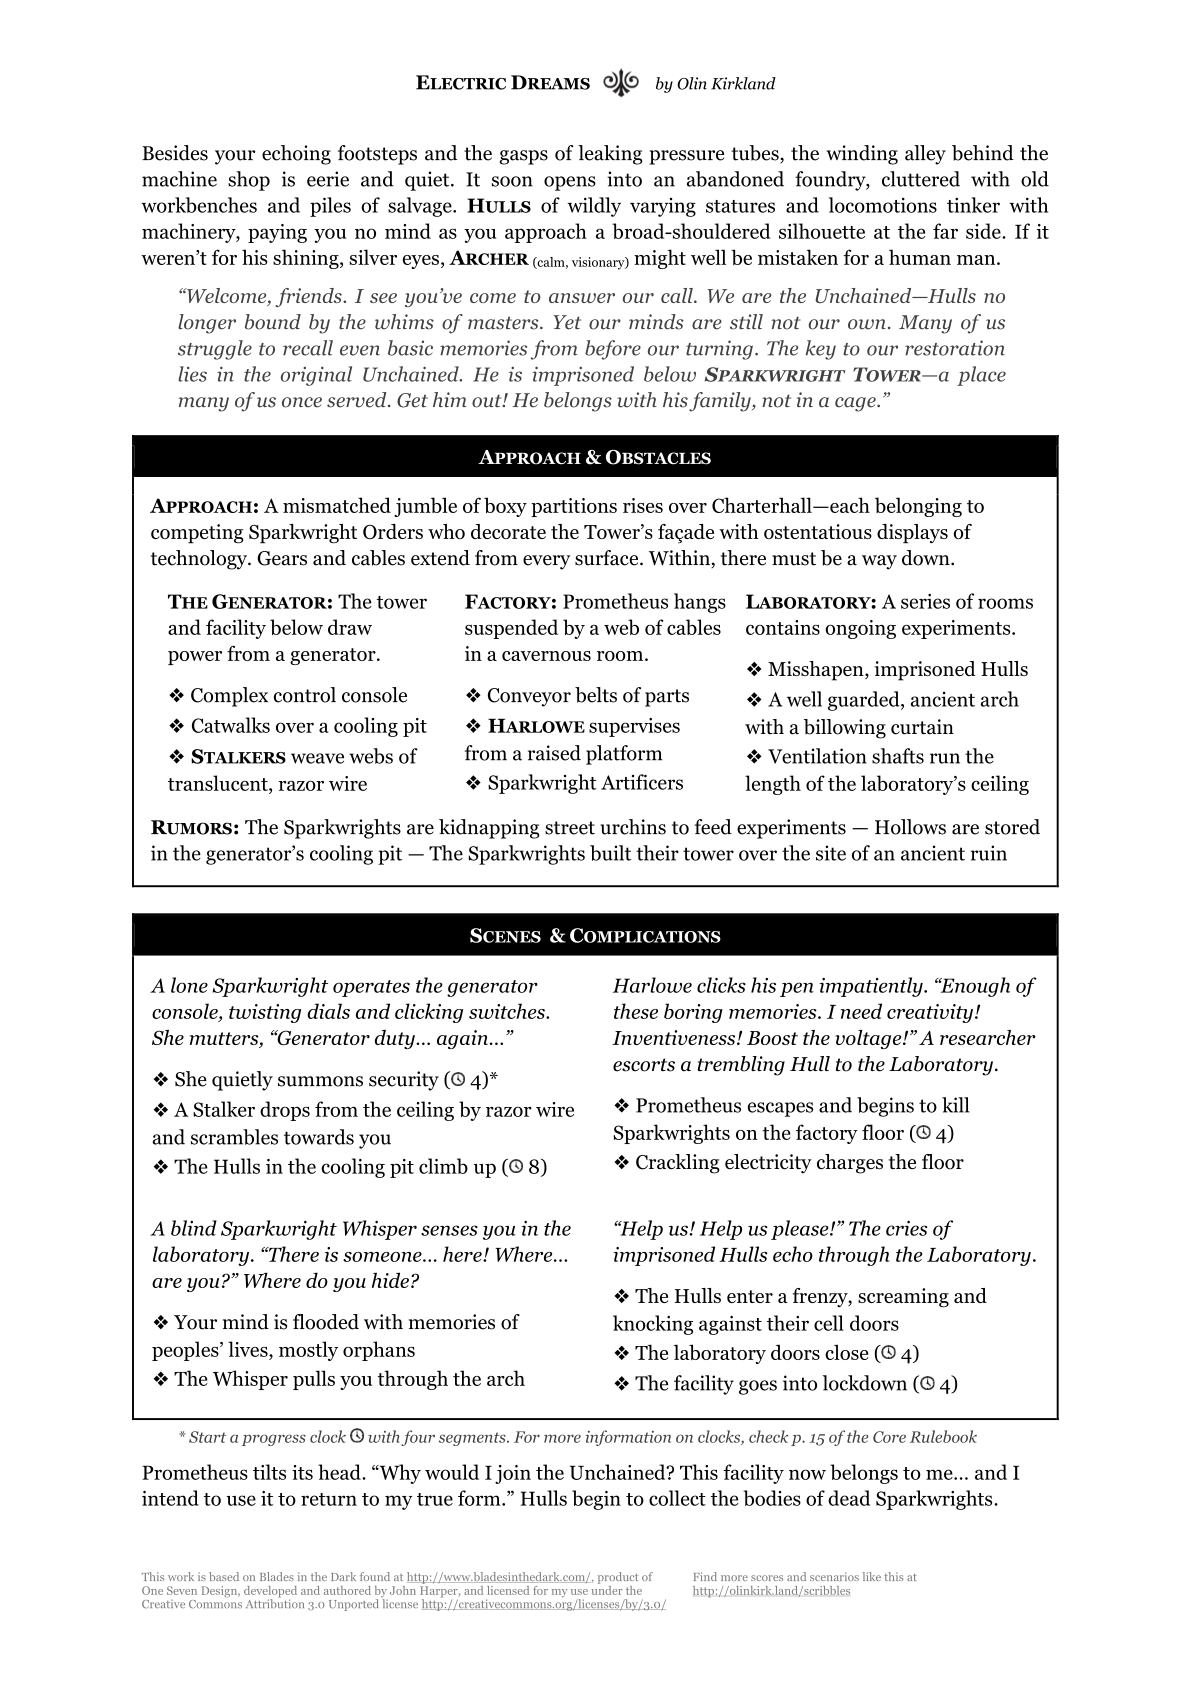 ELECTRIC DREAMS by Olin Kirkland
Besides your echoing footsteps and the gasps of leaking pressure tubes, the winding alley behind the
machine shop is eerie and quiet. It soon opens into an abandoned foundry, cluttered with old
workbenches and piles of salvage. HULLS of wildly varying statures and locomotions tinker with
machinery, paying you no mind as you approach a broad-shouldered silhouette at the far side. If it
weren’t for his shining, silver eyes, ARCHER (calm, visionary) might well be mistaken for a human man.
“Welcome, friends. I see you’ve come to answer our call. We are the Unchained—Hulls no
longer bound by the whims of masters. Yet our minds are still not our own. Many of us
struggle to recall even basic memories from before our turning. The key to our restoration
lies in the original Unchained. He is imprisoned below SPARKWRIGHT TOWER—a place
many of us once served. Get him out! He belongs with his family, not in a cage.”
APPROACH & OBSTACLES
APPROACH: A mismatched jumble of boxy partitions rises over Charterhall—each belonging to
competing Sparkwright Orders who decorate the Tower’s façade with ostentatious displays of
technology. Gears and cables extend from every surface. Within, there must be a way down.
THE GENERATOR: The tower
and facility below draw
power from a generator.
❖ Complex control console
❖ Catwalks over a cooling pit
❖ STALKERS weave webs of
translucent, razor wire
FACTORY: Prometheus hangs
suspended by a web of cables
in a cavernous room.
❖ Conveyor belts of parts
❖ HARLOWE supervises
from a raised platform
❖ Sparkwright Artificers
LABORATORY: A series of rooms
contains ongoing experiments.
❖ Misshapen, imprisoned Hulls
❖ A well guarded, ancient arch
with a billowing curtain
❖ Ventilation shafts run the
length of the laboratory’s ceiling
RUMORS: The Sparkwrights are kidnapping street urchins to feed experiments — Hollows are stored
in the generator’s cooling pit — The Sparkwrights built their tower over the site of an ancient ruin
SCENES & COMPLICATIONS
A lone Sparkwright operates the generator
console, twisting dials and clicking switches.
She mutters, “Generator duty... again...”
❖ She quietly summons security (🕓 4)*
❖ A Stalker drops from the ceiling by razor wire
and scrambles towards you
❖ The Hulls in the cooling pit climb up (🕓 8)
Harlowe clicks his pen impatiently. “Enough of
these boring memories. I need creativity!
Inventiveness! Boost the voltage!” A researcher
escorts a trembling Hull to the Laboratory.
❖ Prometheus escapes and begins to kill
Sparkwrights on the factory floor (🕓 4)
❖ Crackling electricity charges the floor
A blind Sparkwright Whisper senses you in the
laboratory. “There is someone... here! Where...
are you?” Where do you hide?
❖ Your mind is flooded with memories of
peoples’ lives, mostly orphans
❖ The Whisper pulls you through the arch
“Help us! Help us please!” The cries of
imprisoned Hulls echo through the Laboratory.
❖ The Hulls enter a frenzy, screaming and
knocking against their cell doors
❖ The laboratory doors close (🕓 4)
❖ The facility goes into lockdown (🕓 4)
* Start a progress clock 🕓 with four segments. For more information on clocks, check p. 15 of the Core Rulebook
Prometheus tilts its head. “Why would I join the Unchained? This facility now belongs to me... and I
intend to use it to return to my true form.” Hulls begin to collect the bodies of dead Sparkwrights.
This work is based on Blades in the Dark found at http://www.bladesinthedark.com/, product of
One Seven Design, developed and authored by John Harper, and licensed for my use under the
Creative Commons Attribution 3.0 Unported license http://creativecommons.org/licenses/by/3.0/
Find more scores and scenarios like this at
http://olinkirk.land/scribbles